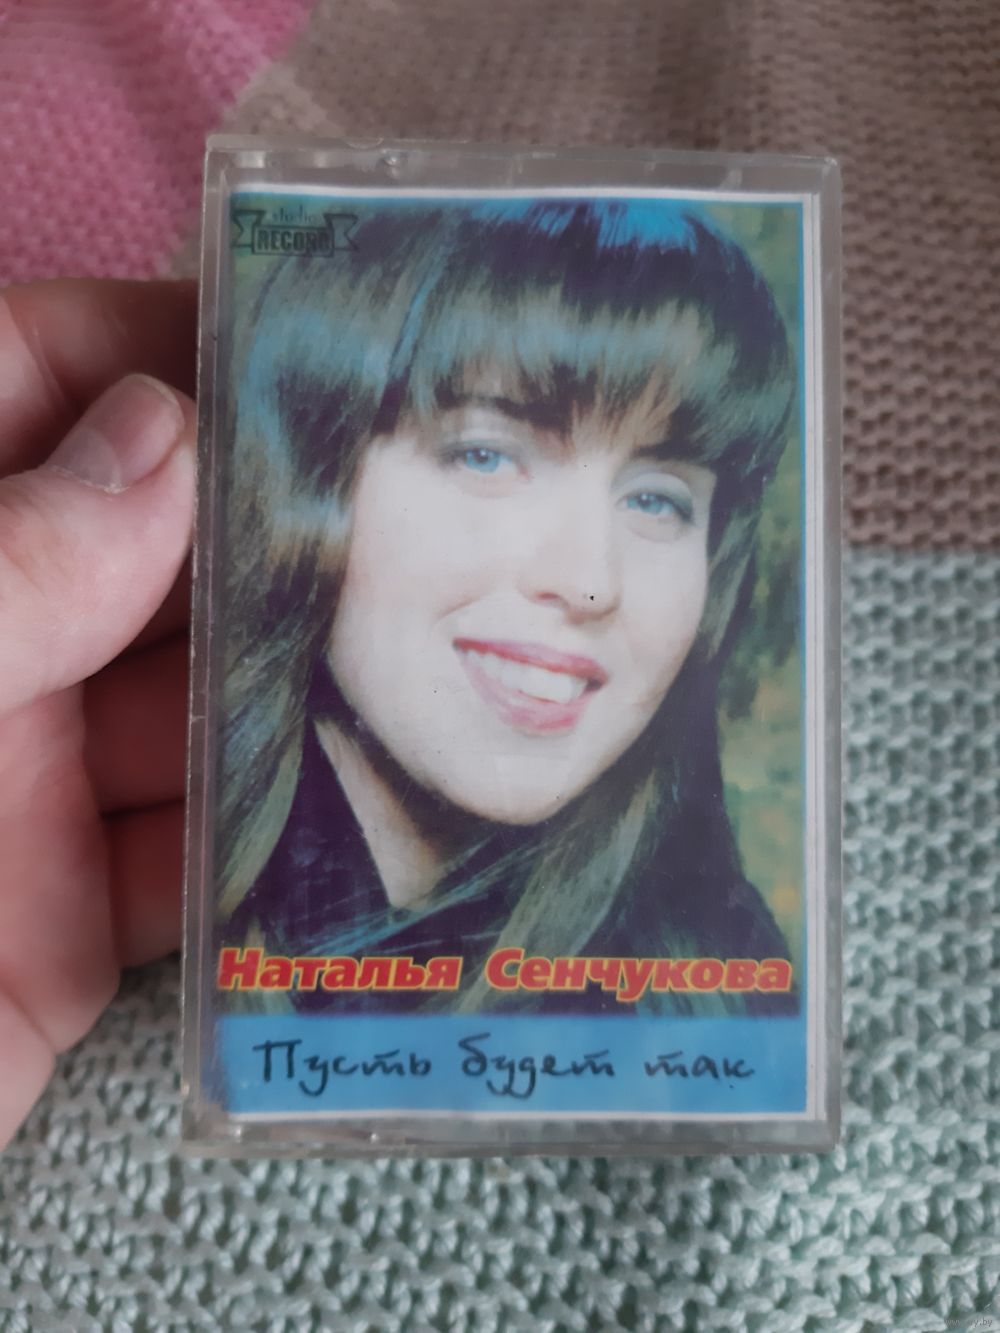 studio
RECORD
Наталья Сенчукова
Пусть будет так